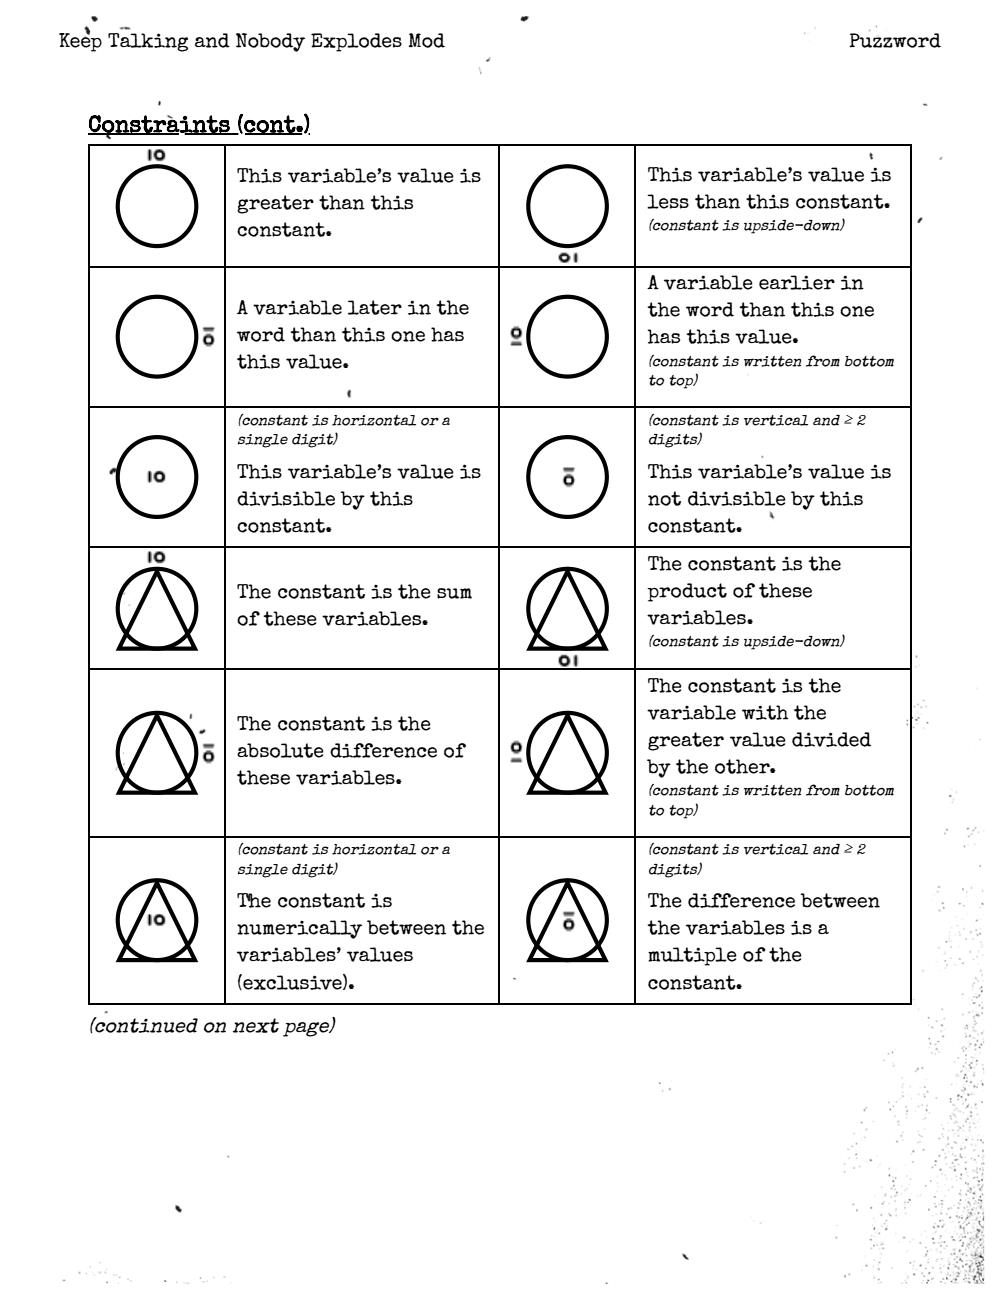 Keep Talking and Nobody Explodes Mod
Puzzword
Constraints (cont.)
10
This variable's value is
greater than this
constant.
10
This variable's value is
less than this constant.
(constant is upside-down)
10
A variable later in the
word than this one has
this value.
10
A variable earlier in
the word than this one
has this value.
(constant is written from bottom
to top)
10
(constant is horizontal or a
single digit)
This variable's value is
divisible by this
constant.
10
(constant is vertical and ≥ 2
digits)
This variable's value is
not divisible by this
constant.
10
The constant is the sum
of these variables.
10
The constant is the
product of these
variables.
(constant is upside-down)
10
The constant is the
absolute difference of
these variables.
10
The constant is the
variable with the
greater value divided
by the other.
(constant is written from bottom
to top)
10
(constant is horizontal or a
single digit)
The constant is
numerically between the
variables' values
(exclusive).
10
(constant is vertical and ≥ 2
digits)
The difference between
the variables is a
multiple of the
constant.
(continued on next page)